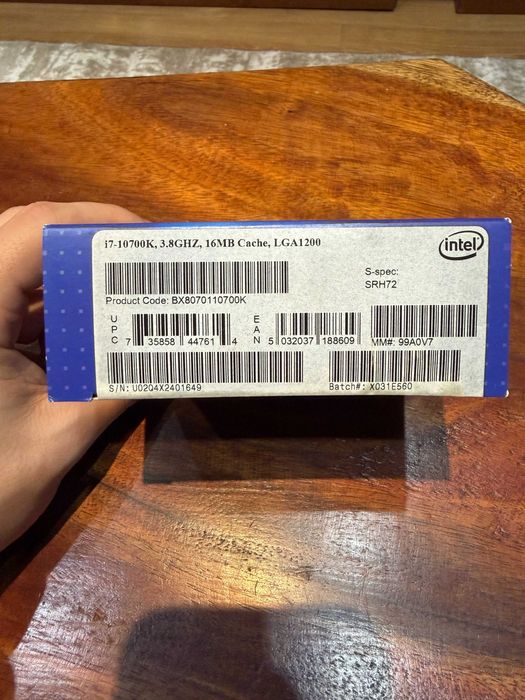 i7-10700K, 3.8GHZ, 16MB Cache, LGA1200
intel
S-spec:
SRH72
Product Code: BX8070110700K
UPC
7 35858 44761 4
EAN
5 032037 188609
MM#: 99A0V7
S/N: U02Q4X2401649
Batch#: X031E560